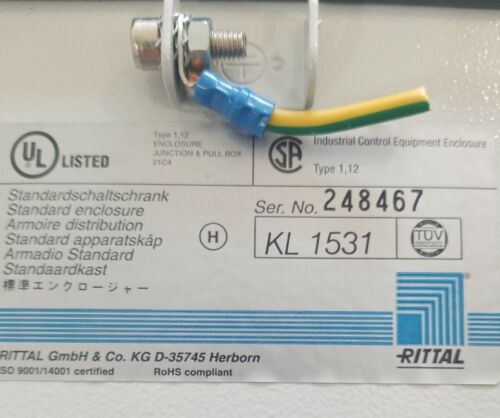 UL LISTED
Type 1,12
ENCLOSURE
JUNCTION & PULL BOX
21C4
SA
Industrial Control Equipment Enclosure
Type 1,12
Standardschaltschrank
Standard enclosure
Armoire distribution
Standard apparatskåp
Armadio Standard
Standaardkast
標準エンクロージャー
H
Ser. No. 248467
KL 1531
TÜV
RITTAL
RITTAL GmbH & Co. KG D-35745 Herborn
ISO 9001/14001 certified RoHS compliant